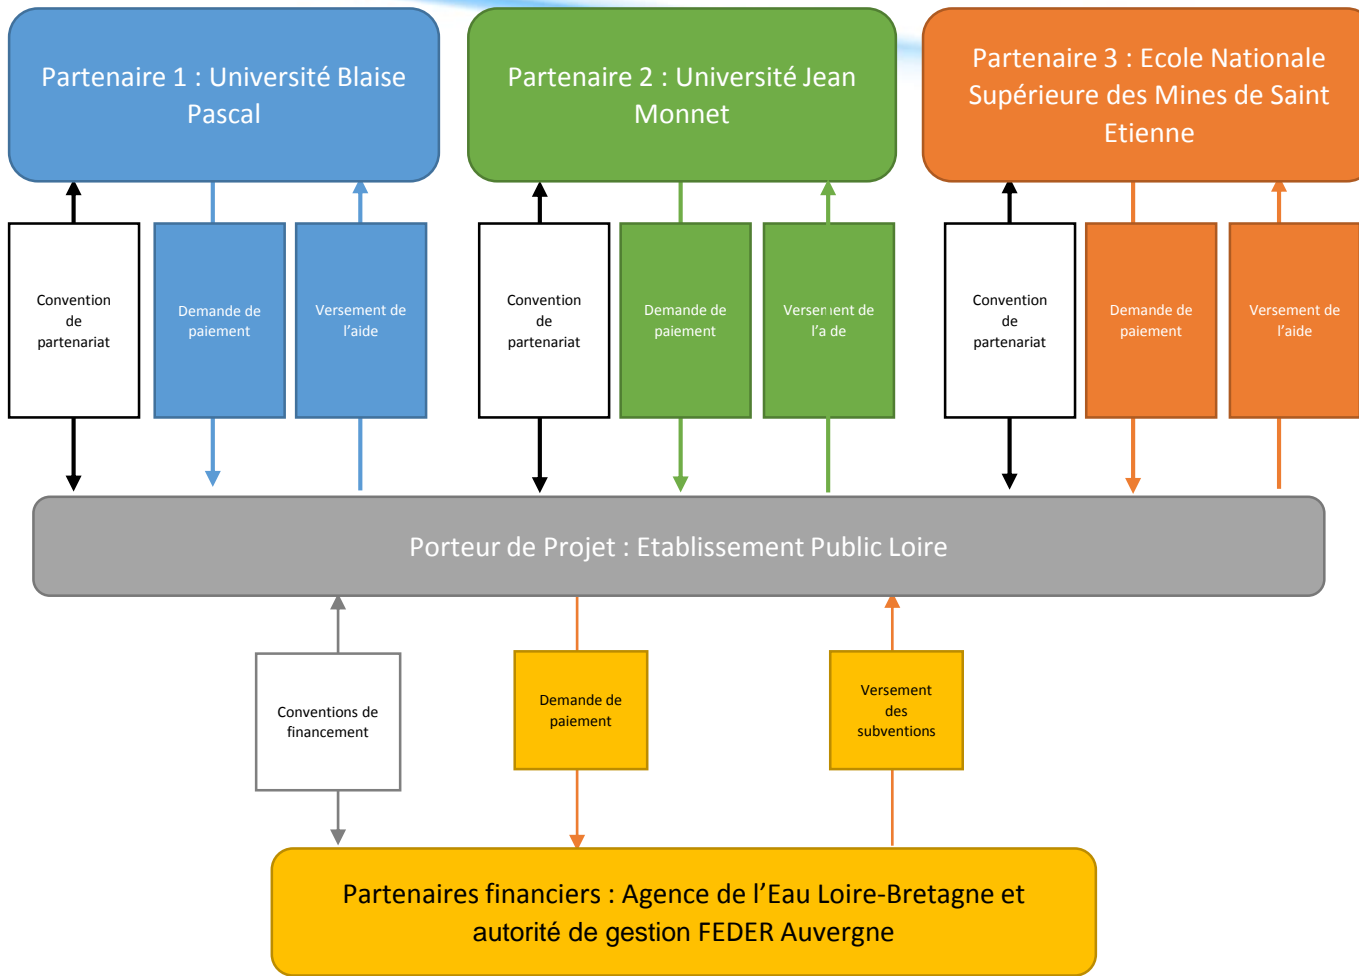 Partenaire 1 : Université Blaise
Pascal
Partenaire 2 : Université Jean
Monnet
Partenaire 3 : Ecole Nationale
Supérieure des Mines de Saint
Etienne
Convention
de
partenariat
Demande de
paiement
Versement de
l’aide
Convention
de
partenariat
Demande de
paiement
Versement de
l’aide
Convention
de
partenariat
Demande de
paiement
Versement de
l’aide
Porteur de Projet : Etablissement Public Loire
Conventions de
financement
Demande de
paiement
Versement
des
subventions
Partenaires financiers : Agence de l’Eau Loire-Bretagne et
autorité de gestion FEDER Auvergne